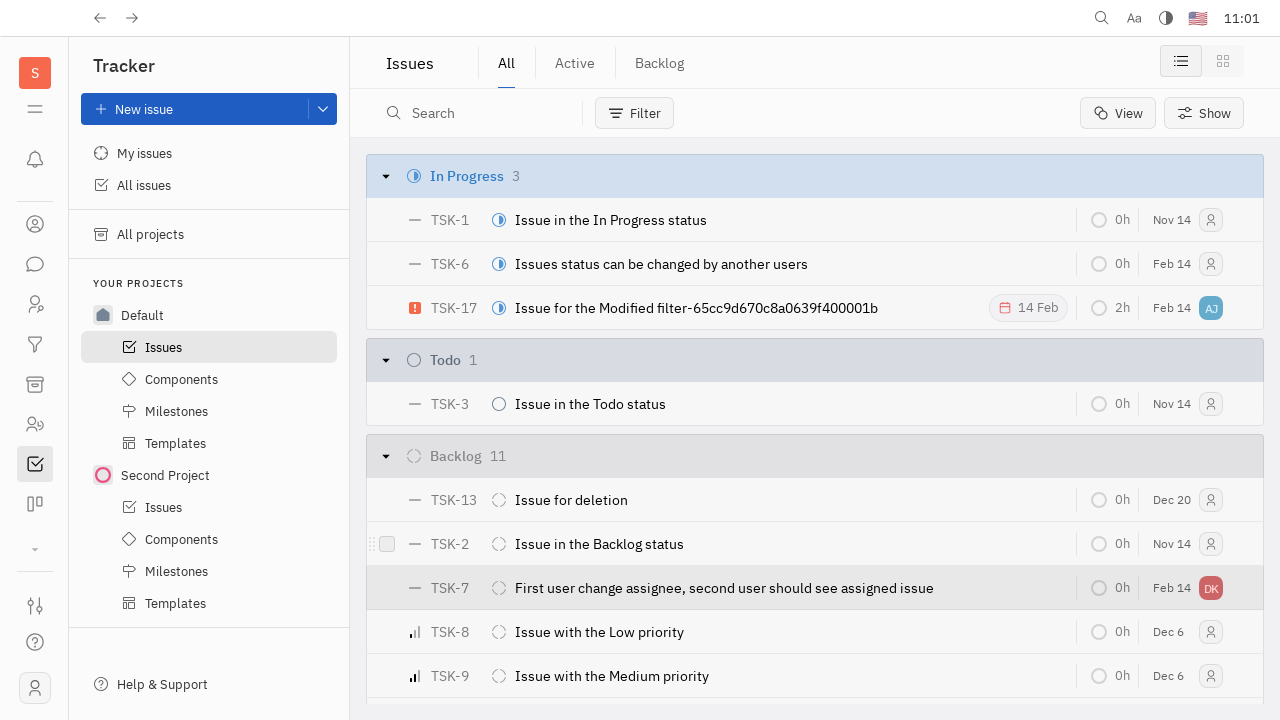 Aa 11:01
S
Tracker
New issue
My issues
All issues
All projects
YOUR PROJECTS
Default
Issues
Components
Milestones
Templates
Second Project
Issues
Components
Milestones
Templates
Help & Support
Issues All Active Backlog
Search Filter View Show
In Progress 3
TSK-1 Issue in the In Progress status 0h Nov 14
TSK-6 Issues status can be changed by another users 0h Feb 14
TSK-17 Issue for the Modified filter-65cc9d670c8a0639f400001b 14 Feb 2h Feb 14 AJ
Todo 1
TSK-3 Issue in the Todo status 0h Nov 14
Backlog 11
TSK-13 Issue for deletion 0h Dec 20
TSK-2 Issue in the Backlog status 0h Nov 14
TSK-7 First user change assignee, second user should see assigned issue 0h Feb 14 DK
TSK-8 Issue with the Low priority 0h Dec 6
TSK-9 Issue with the Medium priority 0h Dec 6